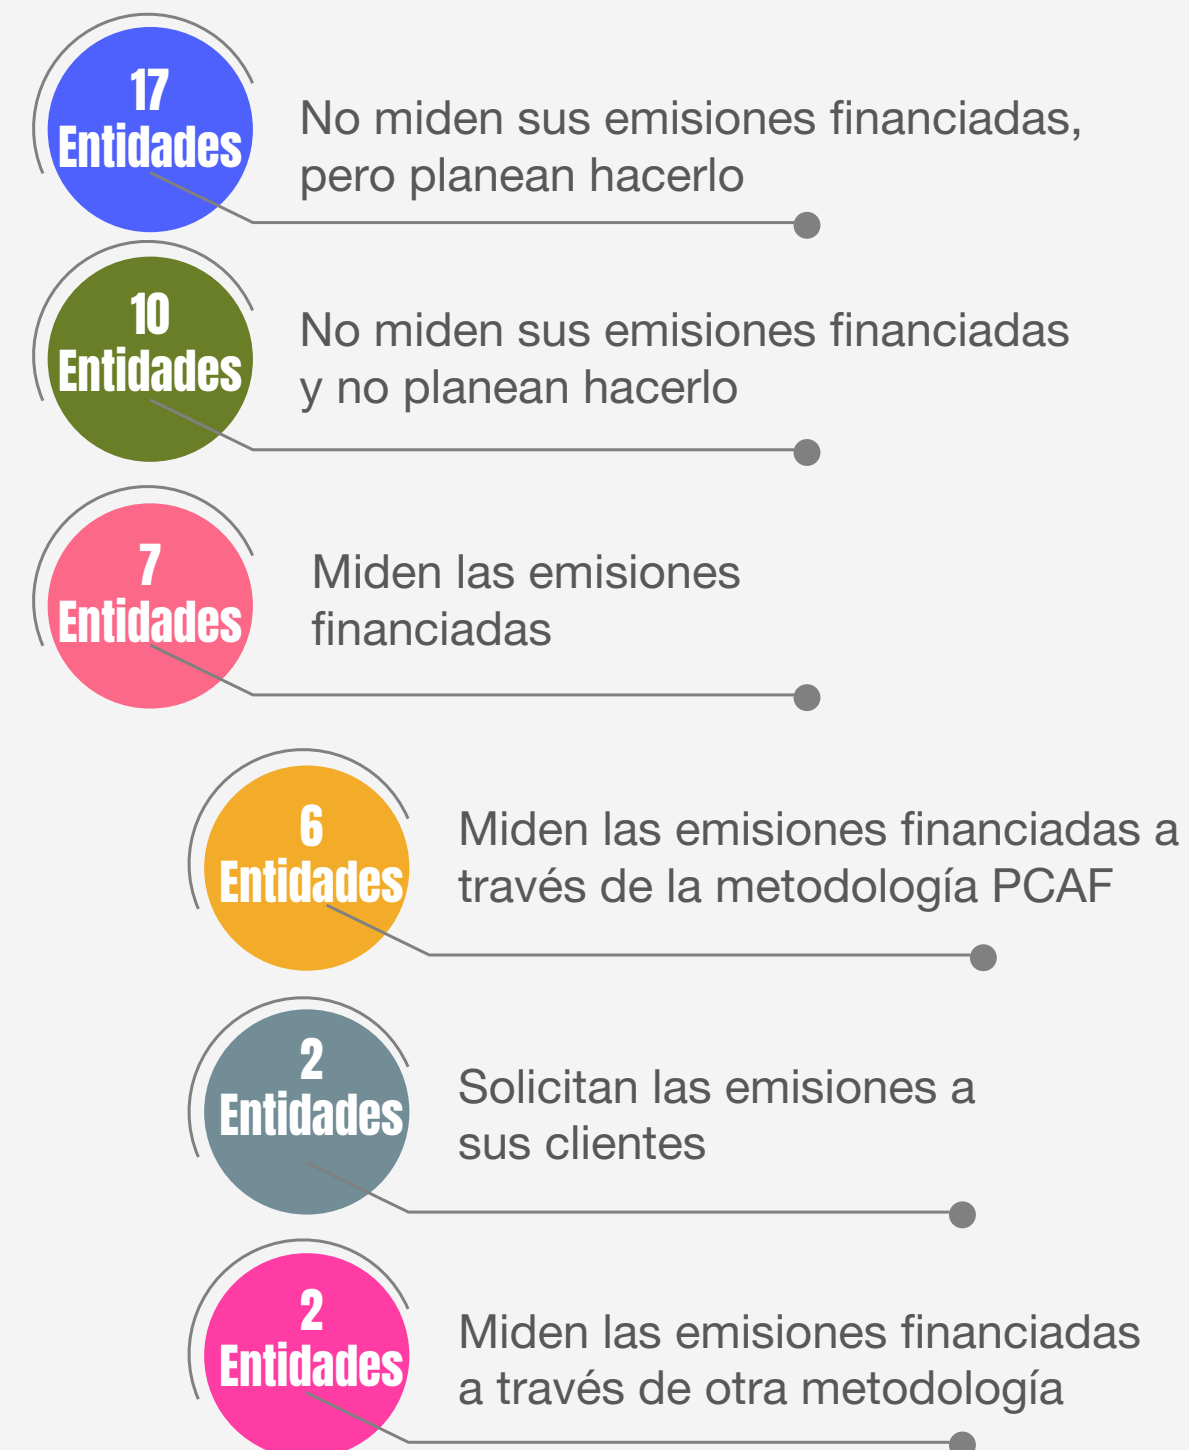 17
Entidades
No miden sus emisiones financiadas,
pero planean hacerlo
10
Entidades
No miden sus emisiones financiadas
y no planean hacerlo
7
Entidades
Miden las emisiones
financiadas
6
Entidades
Miden las emisiones financiadas a
través de la metodología PCAF
2
Entidades
Solicitan las emisiones a
sus clientes
2
Entidades
Miden las emisiones financiadas
a través de otra metodología